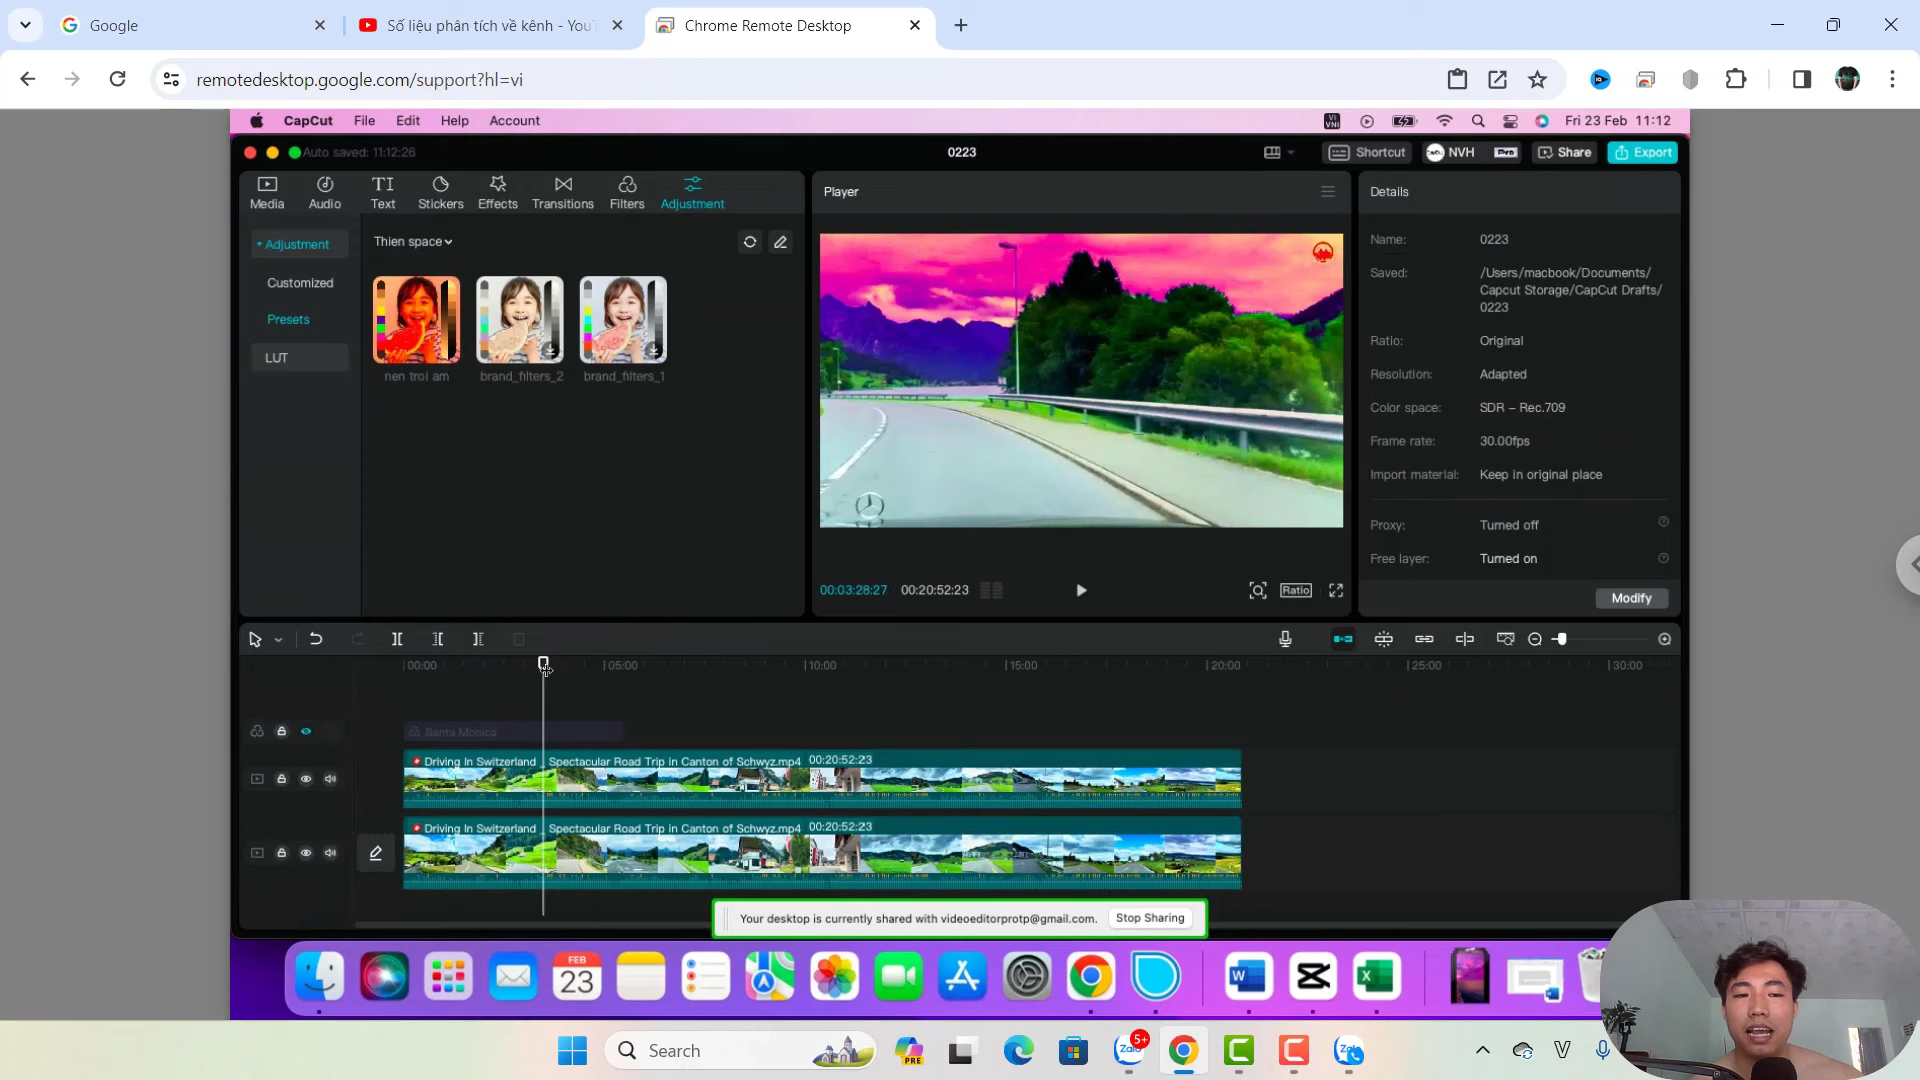 Google
Số liệu phân tích về kênh - You
Chrome Remote Desktop
remotedesktop.google.com/support?hl=vi
CapCut File Edit Help Account
VI
VNI
Fri 23 Feb 11:12
Auto saved: 11:12:26
0223
Shortcut
NVH
Pro
Share
Export
Media Audio Text Stickers Effects Transitions Filters Adjustment
Adjustment
Customized
Presets
LUT
Thien space
nen troi am
brand_filters_2
brand_filters_1
Player
00:03:28:27 00:20:52:23
Ratio
Details
Name: 0223
Saved: /Users/macbook/Documents/
Capcut Storage/CapCut Drafts/
0223
Ratio: Original
Resolution: Adapted
Color space: SDR – Rec.709
Frame rate: 30.00fps
Import material: Keep in original place
Proxy: Turned off
Free layer: Turned on
Modify
00:00 05:00 10:00 15:00 20:00 25:00 30:00
Santa Monica
Driving In Switzerland _ Spectacular Road Trip in Canton of Schwyz.mp4 00:20:52:23
Driving In Switzerland _ Spectacular Road Trip in Canton of Schwyz.mp4 00:20:52:23
Your desktop is currently shared with videoeditorprotp@gmail.com. Stop Sharing
FEB
23
W
X
Search
PRE
Zalo
5+
V